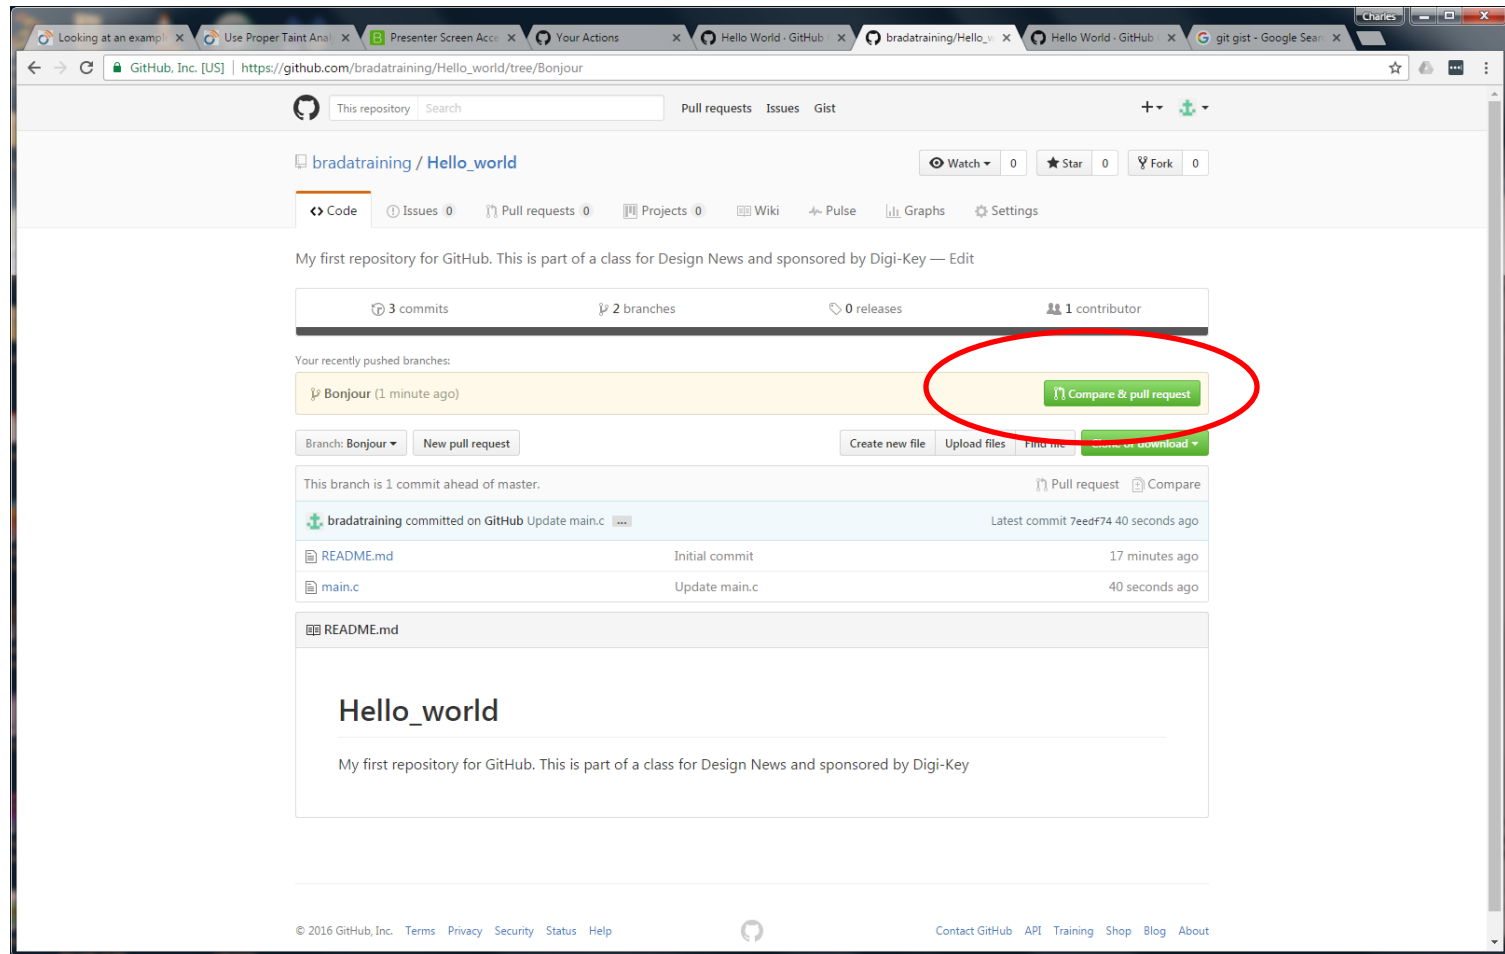 Charles
Looking at an exampl
Use Proper Taint Anal
Presenter Screen Acce
Your Actions
Hello World · GitHub
bradatraining/Hello_w
Hello World · GitHub
git gist - Google Sear
GitHub, Inc. [US] | https://github.com/bradatraining/Hello_world/tree/Bonjour
This repository Search Pull requests Issues Gist
bradatraining / Hello_world
Watch 0 Star 0 Fork 0
Code Issues 0 Pull requests 0 Projects 0 Wiki Pulse Graphs Settings
My first repository for GitHub. This is part of a class for Design News and sponsored by Digi-Key — Edit
3 commits 2 branches 0 releases 1 contributor
Your recently pushed branches:
Bonjour (1 minute ago) Compare & pull request
Branch: Bonjour New pull request Create new file Upload files Find file Clone or download
This branch is 1 commit ahead of master. Pull request Compare
bradatraining committed on GitHub Update main.c ... Latest commit 7eedf74 40 seconds ago
README.md Initial commit 17 minutes ago
main.c Update main.c 40 seconds ago
README.md
Hello_world
My first repository for GitHub. This is part of a class for Design News and sponsored by Digi-Key
© 2016 GitHub, Inc. Terms Privacy Security Status Help Contact GitHub API Training Shop Blog About